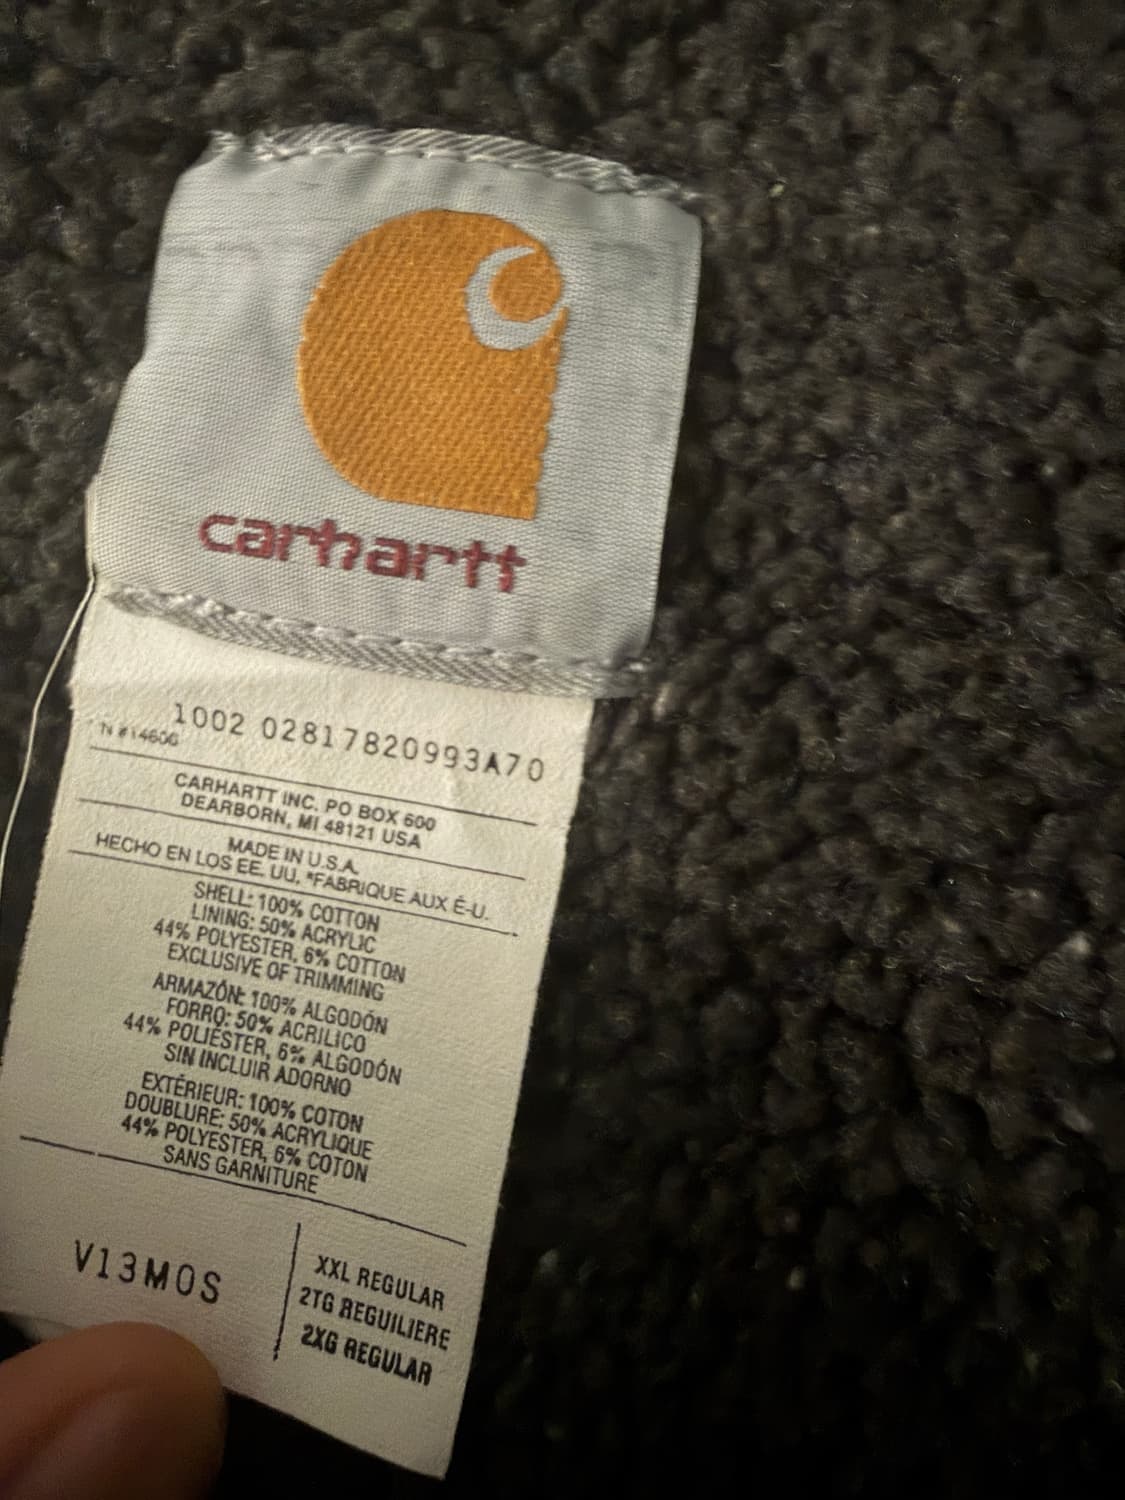 carhartt
1002 02817820993A70
CARHARTT INC. PO BOX 600
DEARBORN, MI 48121 USA
MADE IN U.S.A.
HECHO EN LOS EE. UU. *FABRIQUE AUX É-U.
SHELL: 100% COTTON
LINING: 50% ACRYLIC
44% POLYESTER, 6% COTTON
EXCLUSIVE OF TRIMMING
ARMAZÓN: 100% ALGODÓN
FORRO: 50% ACRILICO
44% POLIÉSTER, 6% ALGODÓN
SIN INCLUIR ADORNO
EXTÉRIEUR: 100% COTON
DOUBLURE: 50% ACRYLIQUE
44% POLYESTER, 6% COTON
SANS GARNITURE
V13MOS
XXL REGULAR
2TG REGUILIERE
2XG REGULAR